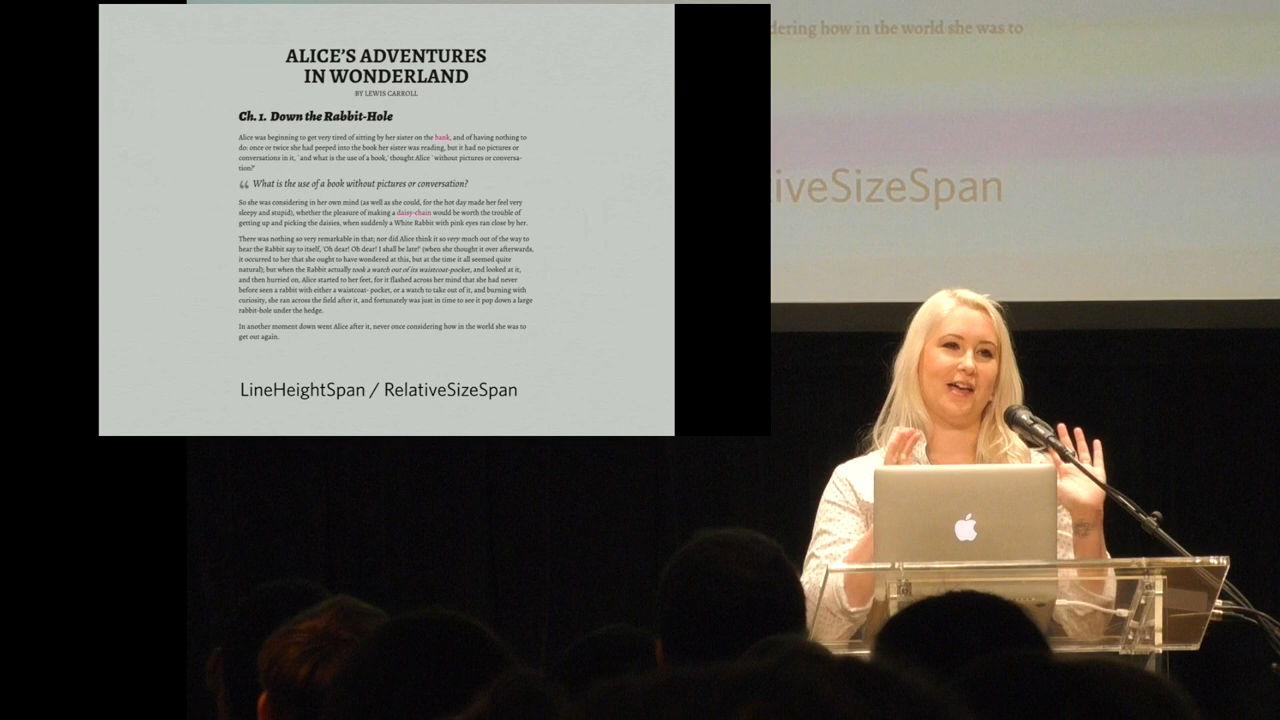 ALICE’S ADVENTURES
IN WONDERLAND
BY LEWIS CARROLL
Ch. 1. Down the Rabbit-Hole
Alice was beginning to get very tired of sitting by her sister on the bank, and of having nothing to
do: once or twice she had peeped into the book her sister was reading, but it had no pictures or
conversations in it, `and what is the use of a book,' thought Alice `without pictures or conversa-
tion?'
“ What is the use of a book without pictures or conversation?
So she was considering in her own mind (as well as she could, for the hot day made her feel very
sleepy and stupid), whether the pleasure of making a daisy-chain would be worth the trouble of
getting up and picking the daisies, when suddenly a White Rabbit with pink eyes ran close by her.
There was nothing so very remarkable in that; nor did Alice think it so very much out of the way to
hear the Rabbit say to itself, 'Oh dear! Oh dear! I shall be late!' (when she thought it over afterwards,
it occurred to her that she ought to have wondered at this, but at the time it all seemed quite
natural); but when the Rabbit actually took a watch out of its waistcoat-pocket, and looked at it,
and then hurried on, Alice started to her feet, for it flashed across her mind that she had never
before seen a rabbit with either a waistcoat- pocket, or a watch to take out of it, and burning with
curiosity, she ran across the field after it, and fortunately was just in time to see it pop down a large
rabbit-hole under the hedge.
In another moment down went Alice after it, never once considering how in the world she was to
get out again.
LineHeightSpan / RelativeSizeSpan
dering how in the world she was to
iveSizeSpan